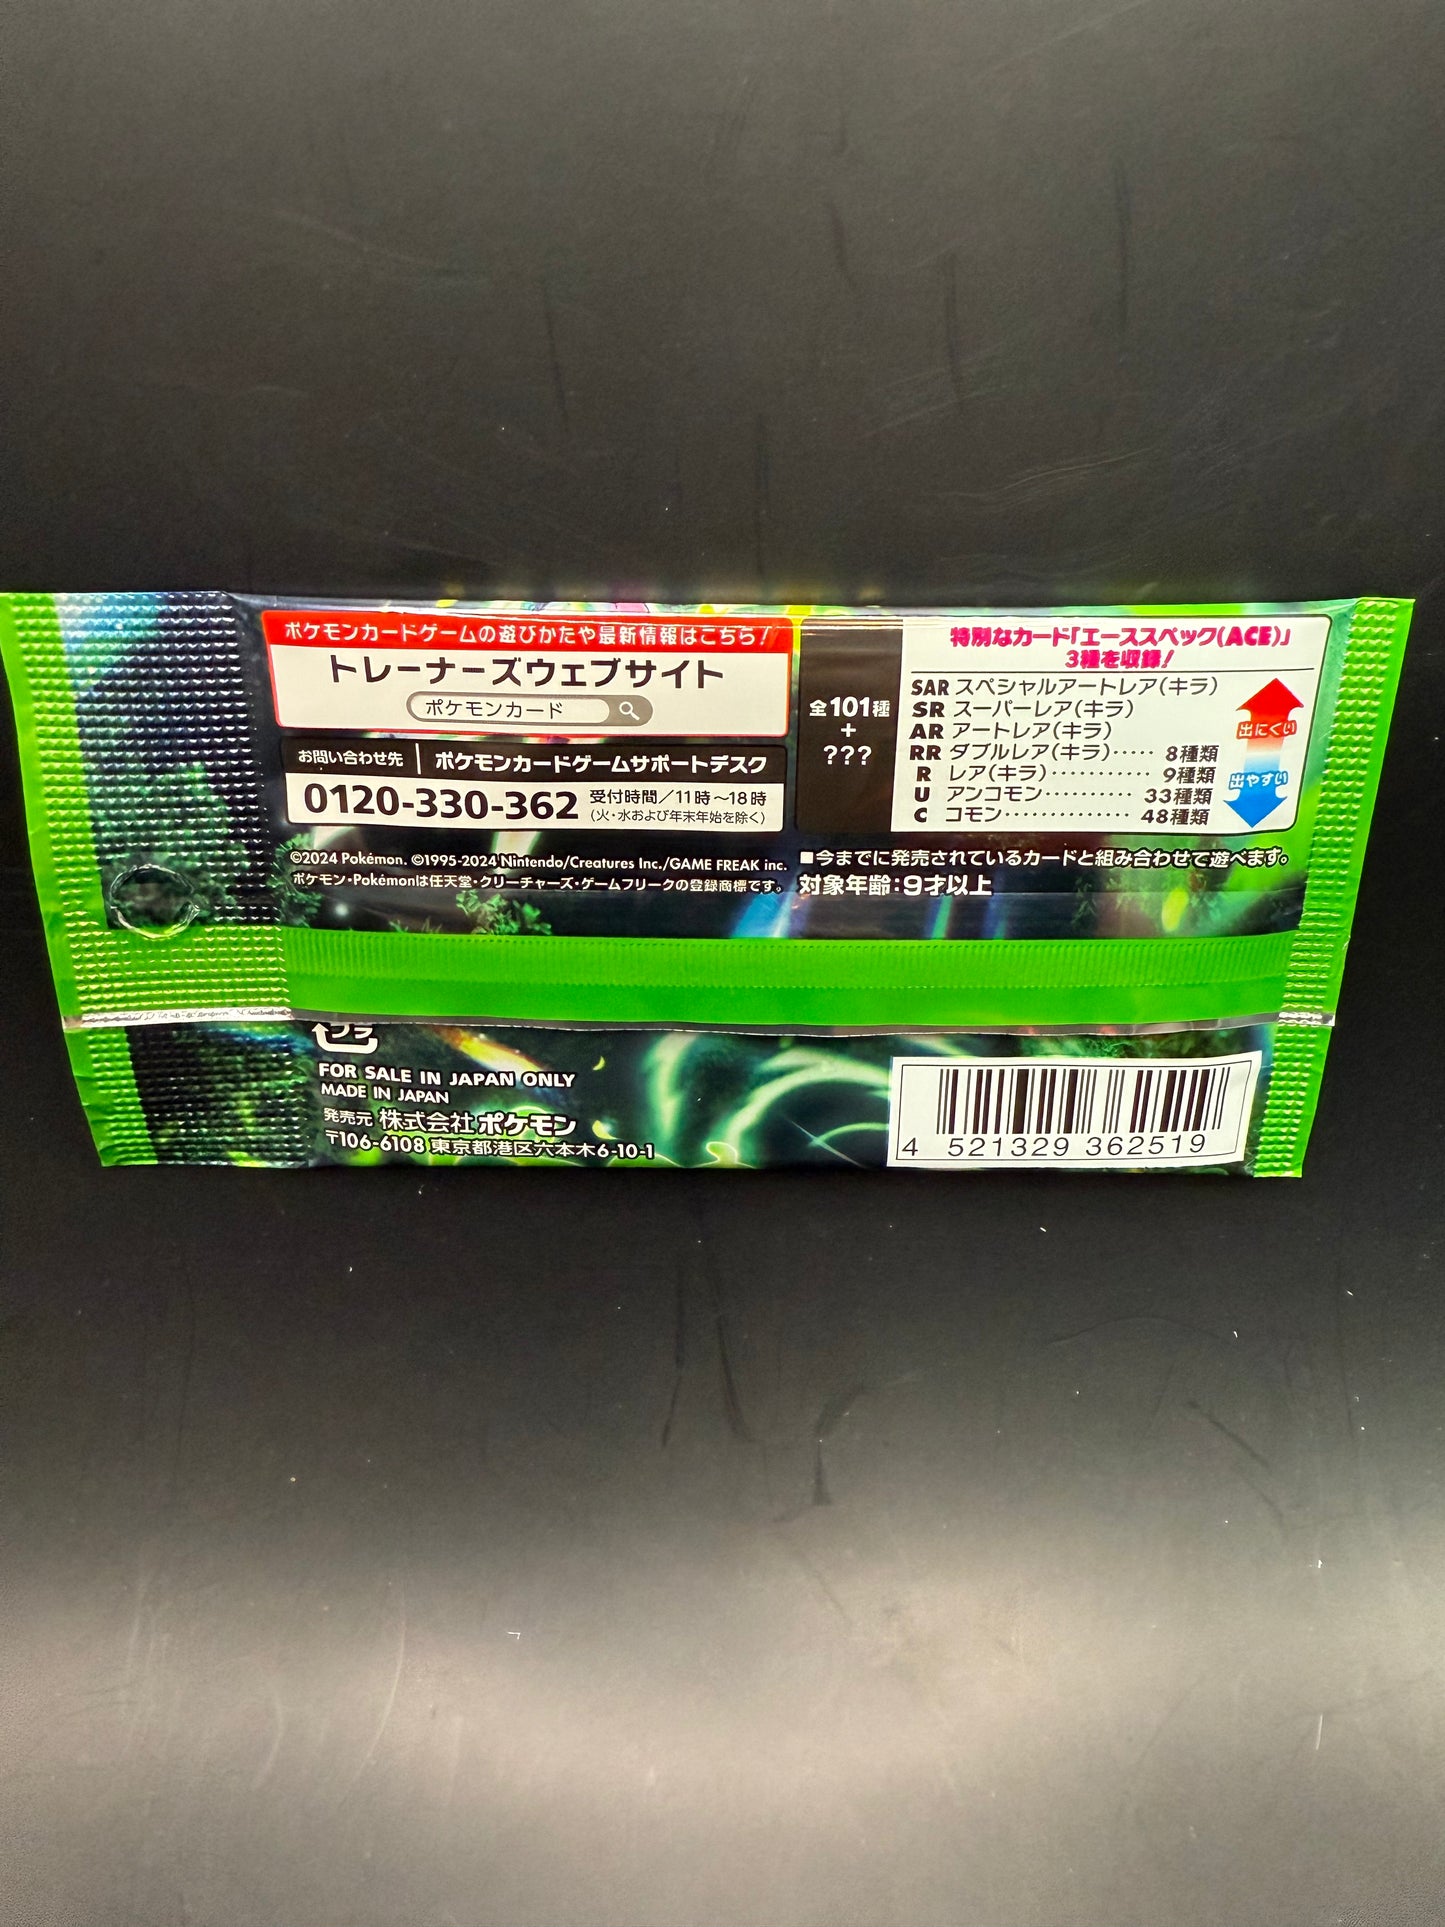 ポケモンカードゲームの遊びかたや最新情報はこちら!
トレーナーズウェブサイト
ポケモンカード
お問い合わせ先 ポケモンカードゲームサポートデスク
0120-330-362 受付時間/11時~18時
(火・水および年末年始を除く)
©2024 Pokémon. ©1995-2024 Nintendo/Creatures Inc./GAME FREAK inc.
ポケモン・Pokémonは任天堂・クリーチャーズ・ゲームフリークの登録商標です。
全101種
+
???
特別なカード「エーススペック(ACE)」
3種を収録!
SAR スペシャルアートレア(キラ)
SR スーパーレア(キラ)
AR アートレア(キラ)
RR ダブルレア(キラ)····· 8種類
R レア(キラ)··········· 9種類
U アンコモン·········· 33種類
C コモン··············· 48種類
出にくい
出やすい
■今までに発売されているカードと組み合わせて遊べます。
対象年齢:9才以上
プラ
FOR SALE IN JAPAN ONLY
MADE IN JAPAN
発売元 株式会社ポケモン
〒106-6108 東京都港区六本木6-10-1
4 521329 362519